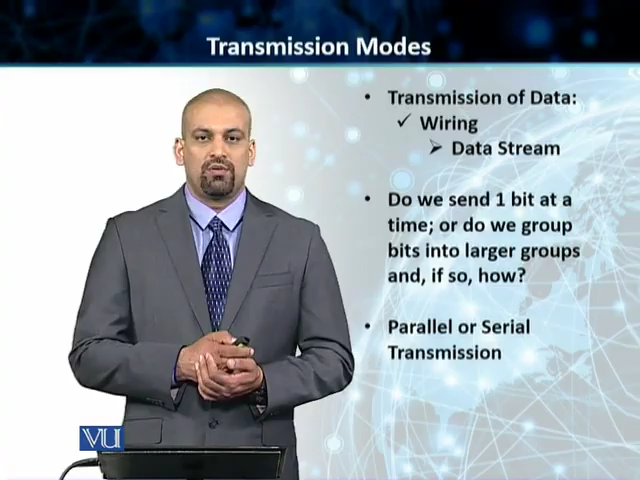 Transmission Modes
• Transmission of Data:
✓ Wiring
➢ Data Stream
• Do we send 1 bit at a
time; or do we group
bits into larger groups
and, if so, how?
• Parallel or Serial
Transmission
VU